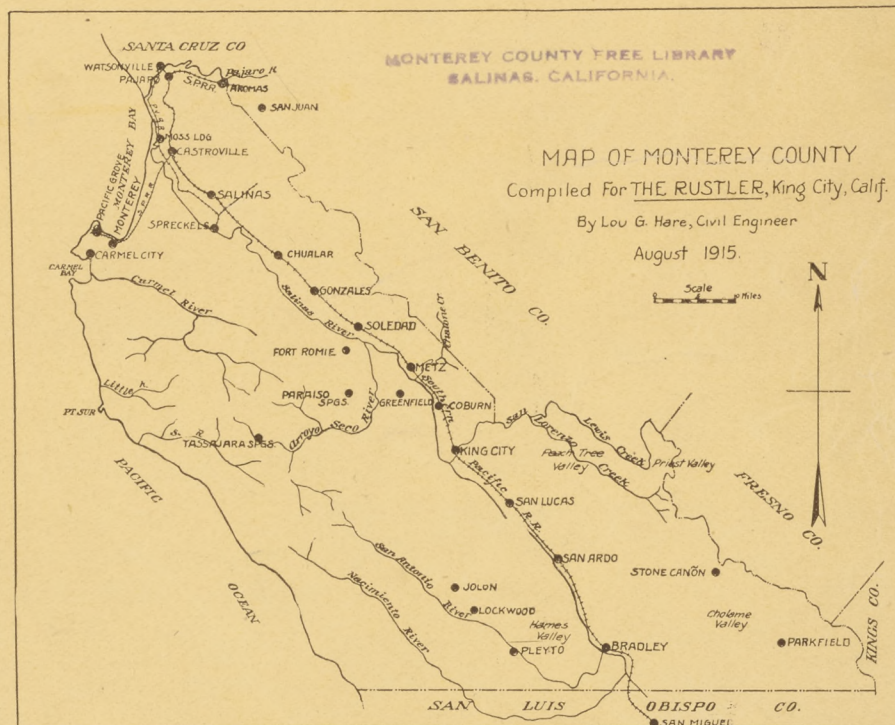 SANTA CRUZ CO
MONTEREY COUNTY FREE LIBRARY
SALINAS, CALIFORNIA.
WATSONVILLE
Pajaro R.
PAJARO
S.P.R.R.
AROMAS
SAN JUAN
MOSS LDG
CASTROVILLE
MONTEREY BAY
PACIFIC GROVE
MONTEREY
S.P.R.R.
MAP OF MONTEREY COUNTY
Compiled For THE RUSTLER, King City, Calif.
By Lou G. Hare, Civil Engineer
August 1915.
Scale
Miles
N
SALINAS
SPRECKELS
SAN BENITO CO.
CARMEL CITY
CARMEL BAY
CHUALAR
Carmel River
Salinas River
GONZALES
Chalone Cr
SOLEDAD
FORT ROMIE
METZ
Little R.
PARAISO SPGS.
GREENFIELD
COBURN
Southern Pacific R.R.
PT SUR
S. R.
TASSAJARA SPGS.
Arroyo Seco River
KING CITY
San Lorenzo Creek
Lewis Creek
Peach Tree Valley
Priest Valley
PACIFIC OCEAN
SAN LUCAS
FRESNO CO.
San Antonio River
Nacimiento River
SAN ARDO
STONE CAÑON
JOLON
LOCKWOOD
Hames Valley
Cholame Valley
PLEYTO
BRADLEY
PARKFIELD
KINGS CO.
SAN LUIS OBISPO CO.
SAN MIGUEL